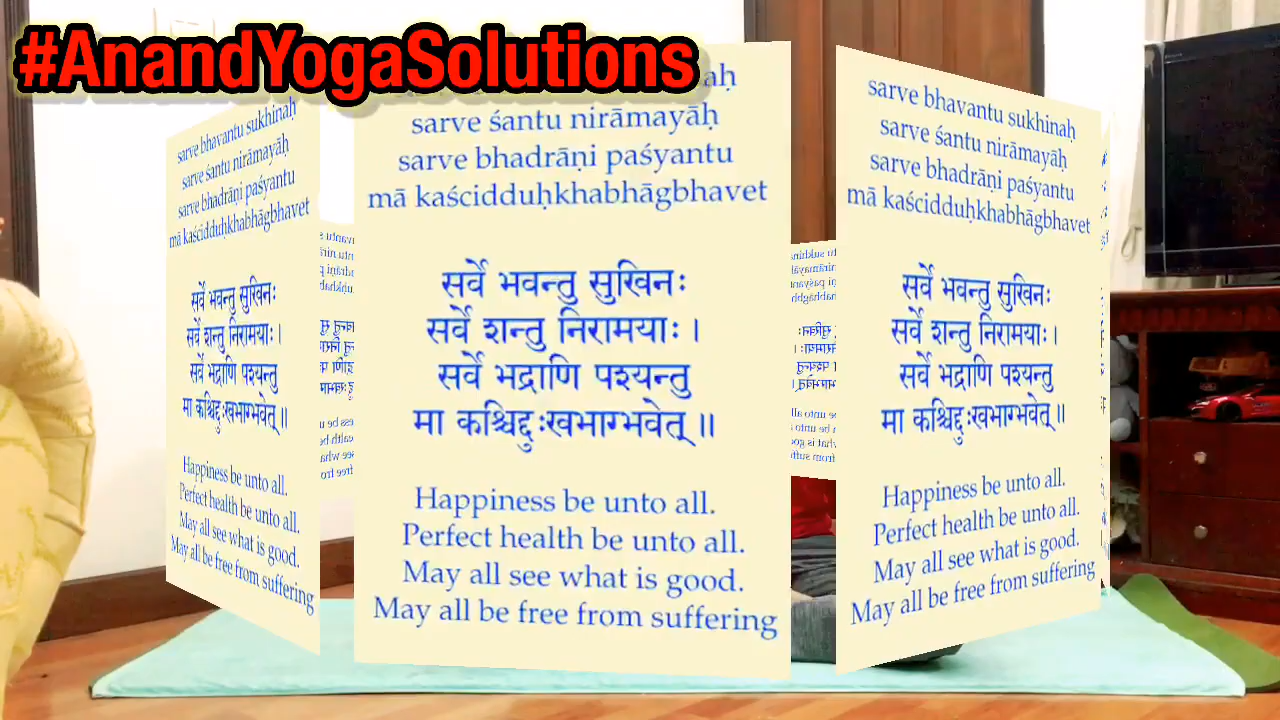 #AnandYogaSolutions
sarve bhavantu sukhinaḥ
sarve śantu nirāmayāḥ
sarve bhadrāṇi paśyantu
mā kaścidduḥkhabhāgbhavet
सर्वे भवन्तु सुखिनः
सर्वे शन्तु निरामयाः।
सर्वे भद्राणि पश्यन्तु
मा कश्चिद्दुःखभाग्भवेत्॥
Happiness be unto all.
Perfect health be unto all.
May all see what is good.
May all be free from suffering
sarve śantu nirāmayāḥ
sarve bhadrāṇi paśyantu
mā kaścidduḥkhabhāgbhavet
सर्वे भवन्तु सुखिनः
सर्वे शन्तु निरामयाः।
सर्वे भद्राणि पश्यन्तु
मा कश्चिद्दुःखभाग्भवेत्॥
Happiness be unto all.
Perfect health be unto all.
May all see what is good.
May all be free from suffering
sarve bhavantu sukhinaḥ
sarve śantu nirāmayāḥ
sarve bhadrāṇi paśyantu
mā kaścidduḥkhabhāgbhavet
सर्वे भवन्तु सुखिनः
सर्वे शन्तु निरामयाः।
सर्वे भद्राणि पश्यन्तु
मा कश्चिद्दुःखभाग्भवेत्॥
Happiness be unto all.
Perfect health be unto all.
May all see what is good.
May all be free from suffering